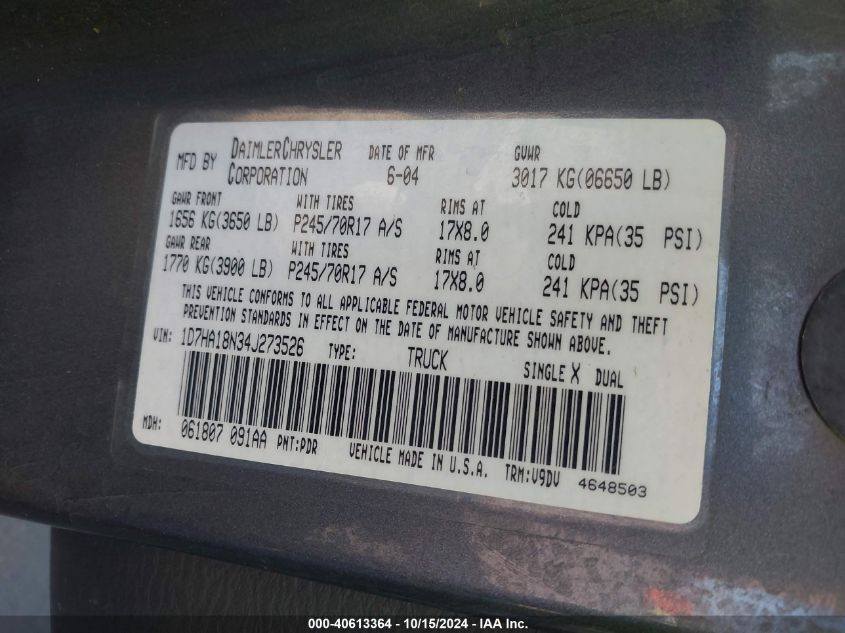 MFD BY DAIMLERCHRYSLER CORPORATION DATE OF MFR 6-04 GVWR 3017 KG(06650 LB)
GAWR FRONT WITH TIRES RIMS AT COLD
1656 KG(3650 LB) P245/70R17 A/S 17X8.0 241 KPA(35 PSI)
GAWR REAR WITH TIRES RIMS AT COLD
1770 KG(3900 LB) P245/70R17 A/S 17X8.0 241 KPA(35 PSI)
THIS VEHICLE CONFORMS TO ALL APPLICABLE FEDERAL MOTOR VEHICLE SAFETY AND THEFT
PREVENTION STANDARDS IN EFFECT ON THE DATE OF MANUFACTURE SHOWN ABOVE.
VIN: 1D7HA18N34J273526 TYPE: TRUCK SINGLE X DUAL
MDH: 061807 091AA PNT:PDR VEHICLE MADE IN U.S.A. TRM:V9DV 4648503
000-40613364 - 10/15/2024 - IAA Inc.